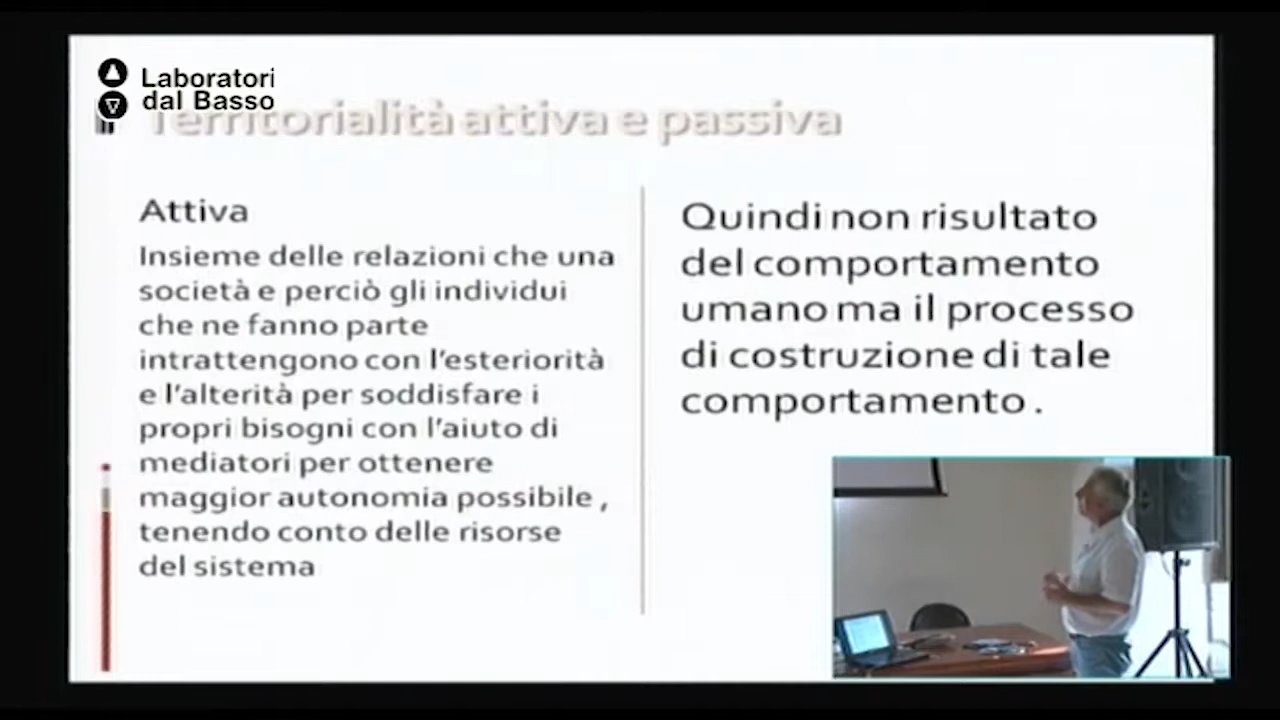 Laboratori
dal Basso
Territorialità attiva e passiva
Attiva
Insieme delle relazioni che una
società e perciò gli individui
che ne fanno parte
intrattengono con l'esteriorità
e l'alterità per soddisfare i
propri bisogni con l'aiuto di
mediatori per ottenere
maggior autonomia possibile ,
tenendo conto delle risorse
del sistema
Quindi non risultato
del comportamento
umano ma il processo
di costruzione di tale
comportamento .